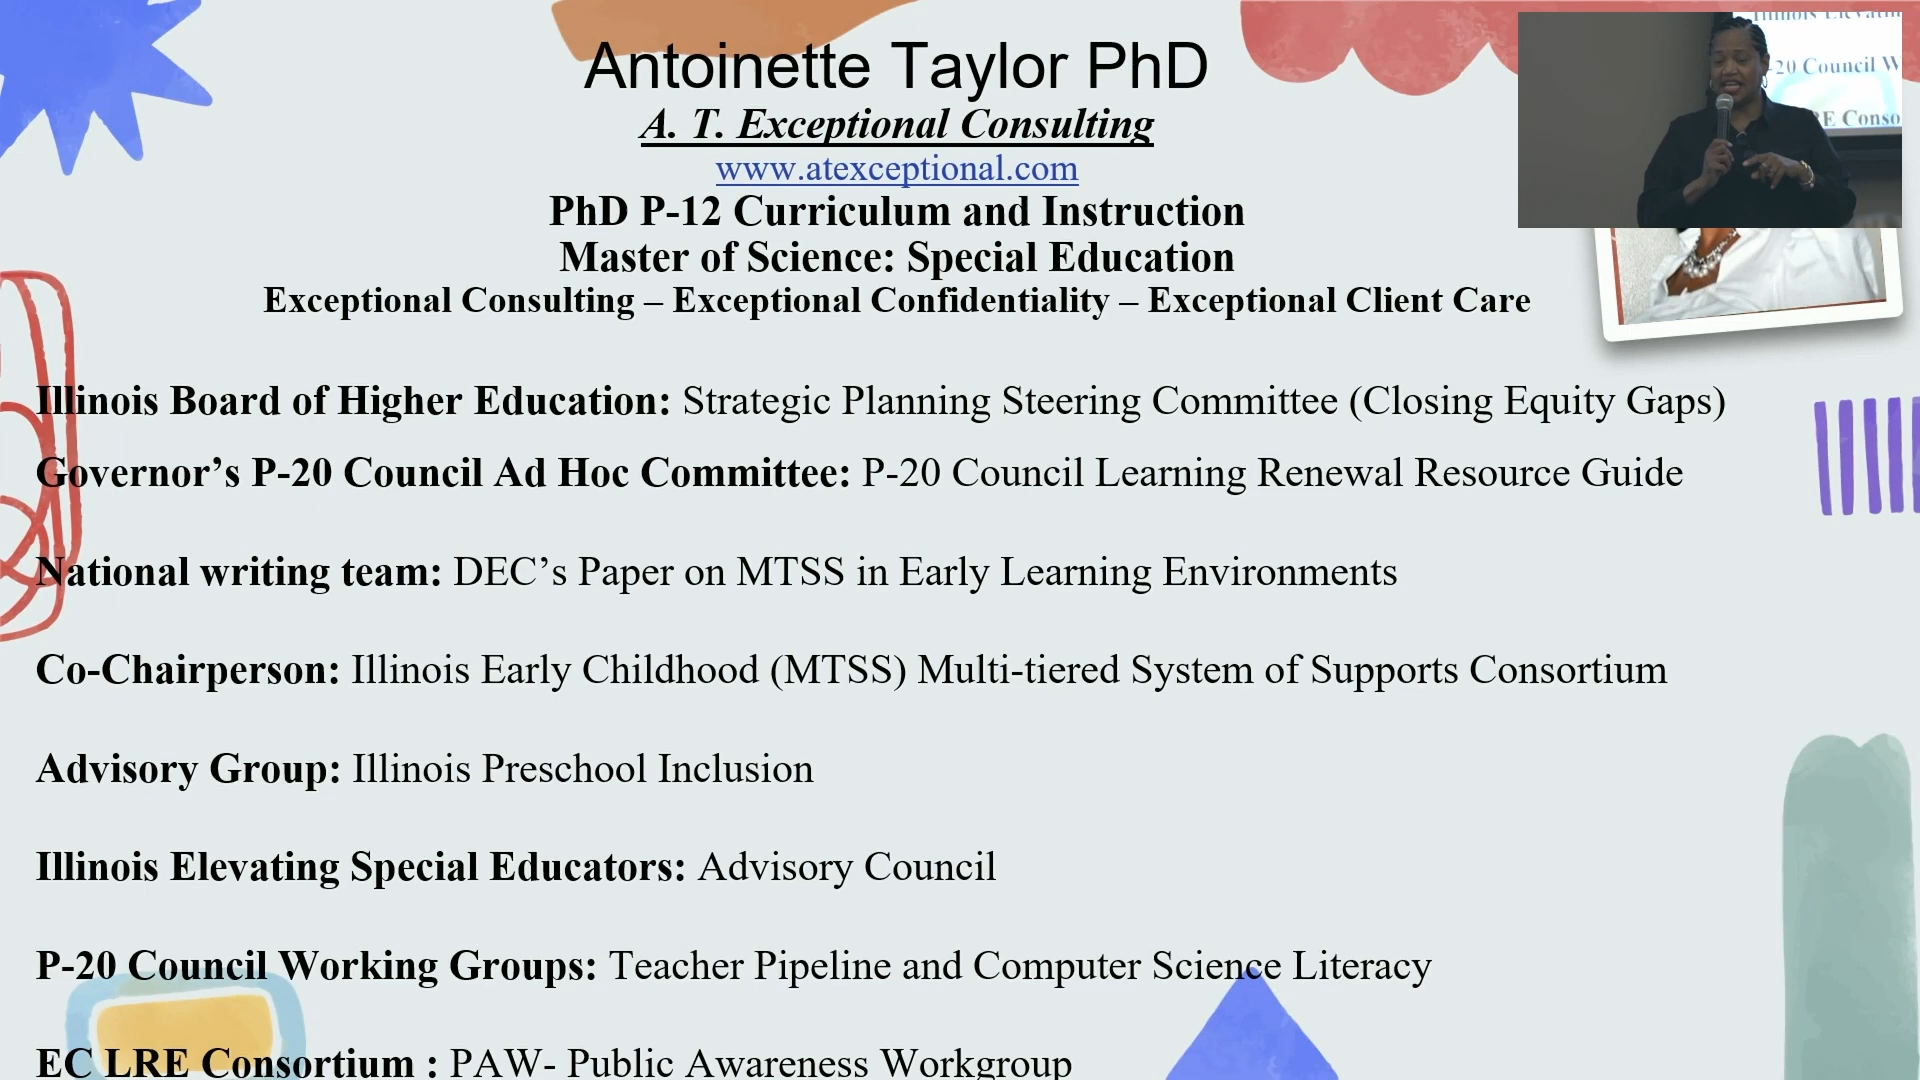 Antoinette Taylor PhD
A. T. Exceptional Consulting
www.atexceptional.com
PhD P-12 Curriculum and Instruction
Master of Science: Special Education
Exceptional Consulting – Exceptional Confidentiality – Exceptional Client Care
Illinois Board of Higher Education: Strategic Planning Steering Committee (Closing Equity Gaps)
Governor’s P-20 Council Ad Hoc Committee: P-20 Council Learning Renewal Resource Guide
National writing team: DEC’s Paper on MTSS in Early Learning Environments
Co-Chairperson: Illinois Early Childhood (MTSS) Multi-tiered System of Supports Consortium
Advisory Group: Illinois Preschool Inclusion
Illinois Elevating Special Educators: Advisory Council
P-20 Council Working Groups: Teacher Pipeline and Computer Science Literacy
EC LRE Consortium : PAW- Public Awareness Workgroup
-20 Council W